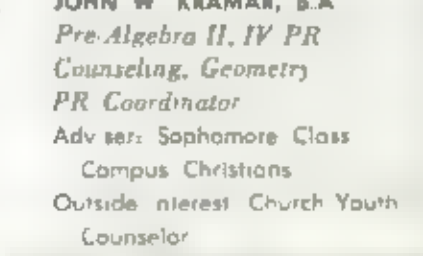 JOHN W KRAMAR, B.A
Pre-Algebra II, IV PR
Counseling, Geometry
PR Coordinator
Adviser: Sophomore Class
Campus Christians
Outside Interest Church Youth
Counselor